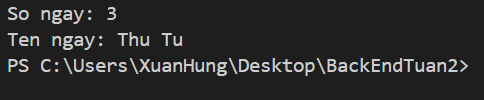 So ngay: 3
Ten ngay: Thu Tu
PS C:\Users\XuanHung\Desktop\BackEndTuan2>